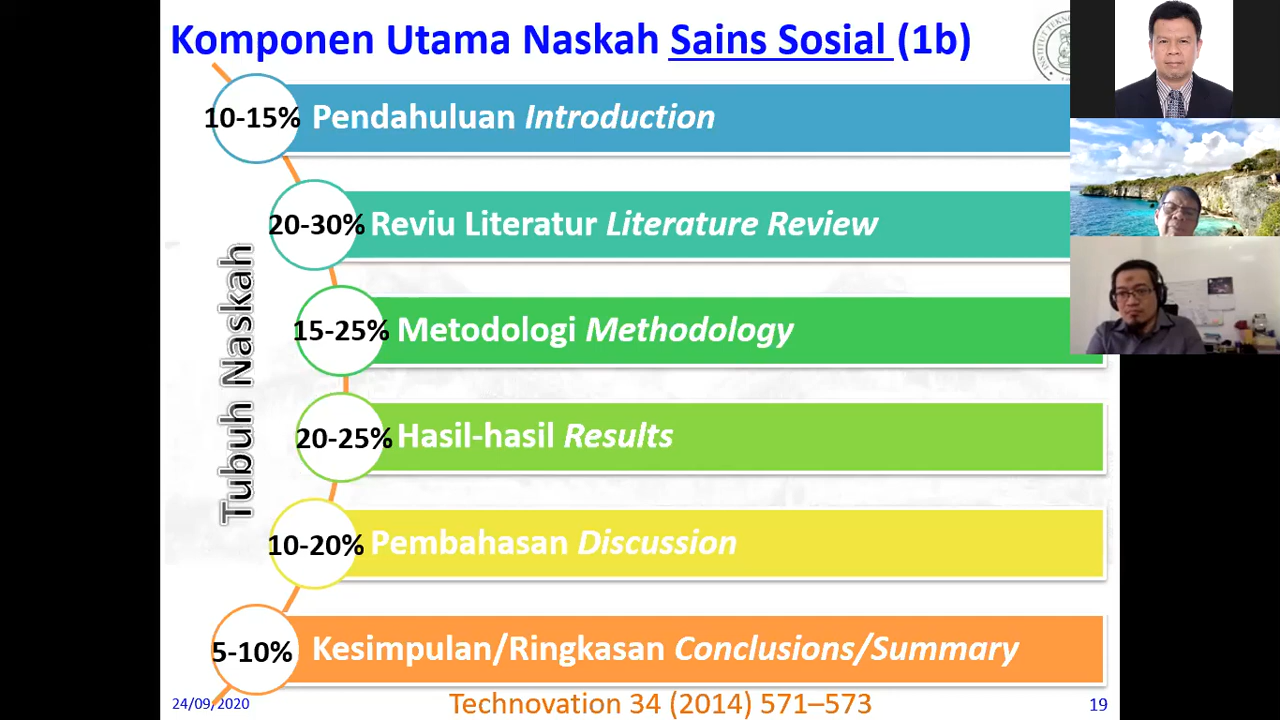 Komponen Utama Naskah Sains Sosial (1b)
10-15% Pendahuluan Introduction
20-30% Reviu Literatur Literature Review
15-25% Metodologi Methodology
20-25% Hasil-hasil Results
10-20% Pembahasan Discussion
5-10% Kesimpulan/Ringkasan Conclusions/Summary
Tubuh Naskah
24/09/2020
Technovation 34 (2014) 571–573
19